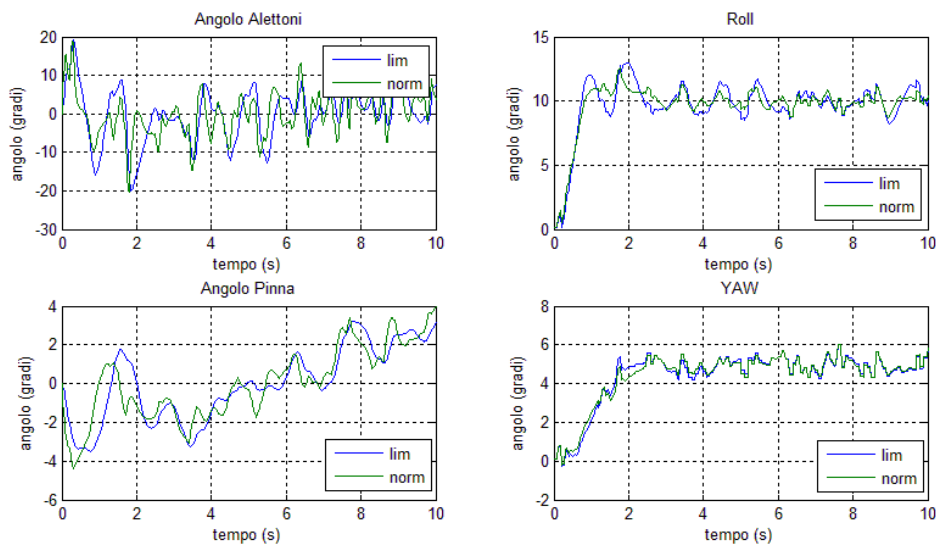 Angolo Alettoni
angolo (gradi)
20
10
0
-10
-20
-30
lim
norm
0 2 4 6 8 10
tempo (s)
Roll
angolo (gradi)
15
10
5
0
lim
norm
0 2 4 6 8 10
tempo (s)
Angolo Pinna
angolo (gradi)
4
2
0
-2
-4
-6
lim
norm
0 2 4 6 8 10
tempo (s)
YAW
angolo (gradi)
8
6
4
2
0
-2
lim
norm
0 2 4 6 8 10
tempo (s)